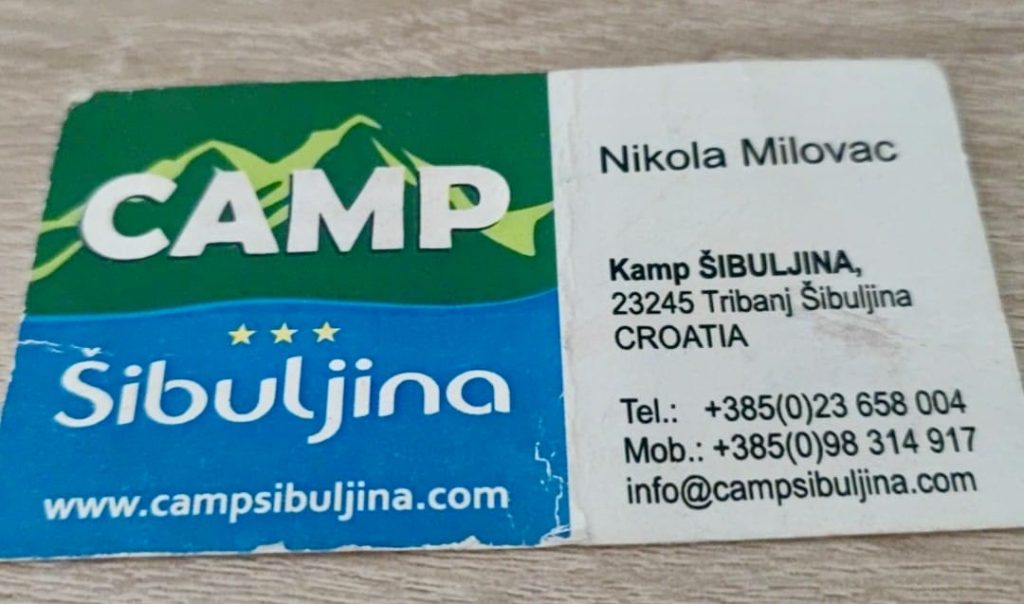 CAMP
Šibuljina
www.campsibuljina.com
Nikola Milovac
Kamp ŠIBULJINA,
23245 Tribanj Šibuljina
CROATIA
Tel.: +385(0)23 658 004
Mob.: +385(0)98 314 917
info@campsibuljina.com